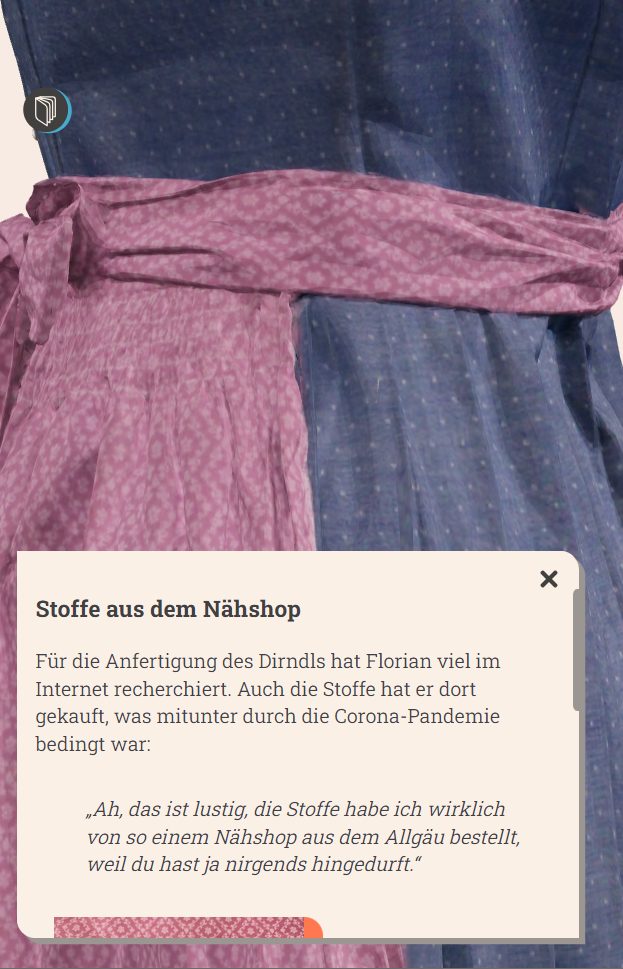 Stoffe aus dem Nähshop
Für die Anfertigung des Dirndls hat Florian viel im
Internet recherchiert. Auch die Stoffe hat er dort
gekauft, was mitunter durch die Corona-Pandemie
bedingt war:
„Ah, das ist lustig, die Stoffe habe ich wirklich
von so einem Nähshop aus dem Allgäu bestellt,
weil du hast ja nirgends hingedurft.“